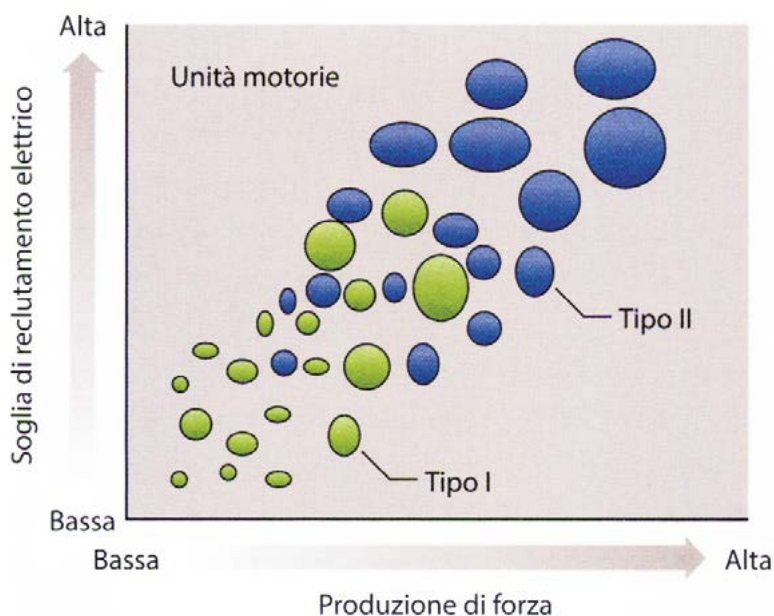 Alta
Unità motorie
Soglia di reclutamento elettrico
Tipo II
Tipo I
Bassa
Bassa
Alta
Produzione di forza